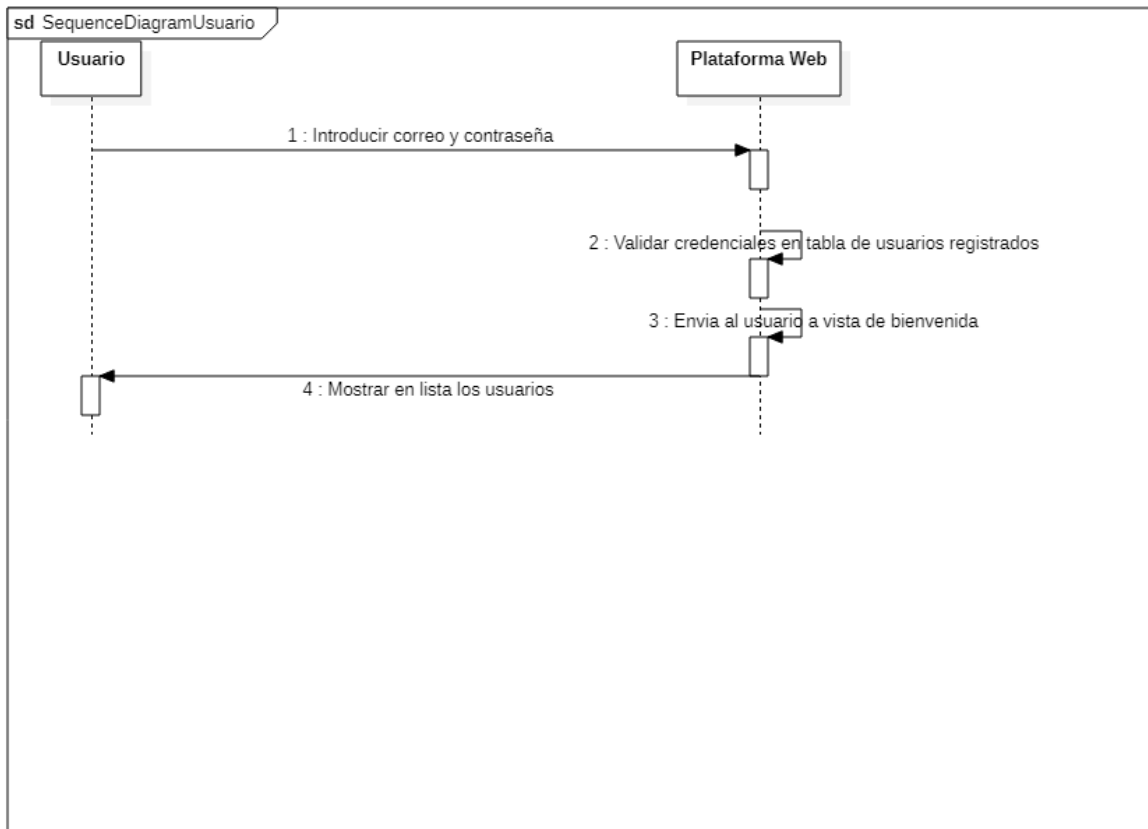 sd SequenceDiagramUsuario
Usuario
Plataforma Web
1 : Introducir correo y contraseña
2 : Validar credenciales en tabla de usuarios registrados
3 : Envia al usuario a vista de bienvenida
4 : Mostrar en lista los usuarios